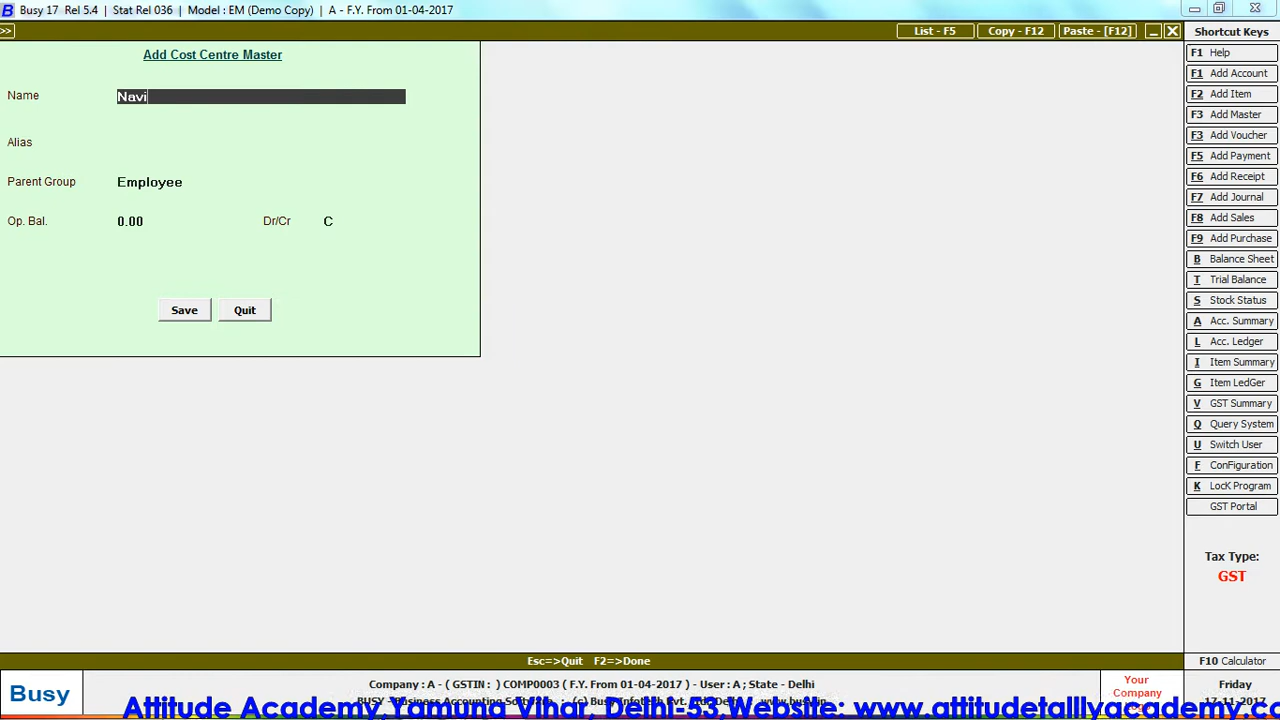 Busy 17 Rel 5.4 | Stat Rel 036 | Model : EM (Demo Copy) | A - F.Y. From 01-04-2017
>>
List - F5
Copy - F12
Paste - [F12]
Shortcut Keys
Add Cost Centre Master
Name Navi
Alias
Parent Group Employee
Op. Bal. 0.00 Dr/Cr C
Save Quit
F1 Help
F1 Add Account
F2 Add Item
F3 Add Master
F3 Add Voucher
F5 Add Payment
F6 Add Receipt
F7 Add Journal
F8 Add Sales
F9 Add Purchase
B Balance Sheet
T Trial Balance
S Stock Status
A Acc. Summary
L Acc. Ledger
I Item Summary
G Item LedGer
V GST Summary
Q Query System
U Switch User
F ConFiguration
K LocK Program
GST Portal
Tax Type:
GST
Esc=>Quit F2=>Done
F10 Calculator
Busy
Company : A - ( GSTIN : ) COMP0003 ( F.Y. From 01-04-2017 ) - User : A ; State - Delhi
Your
Company
Friday
17-11-2017
Attitude Academy,Yamuna Vihar, Delhi-53,Website: www.attitudetallyacademy.co